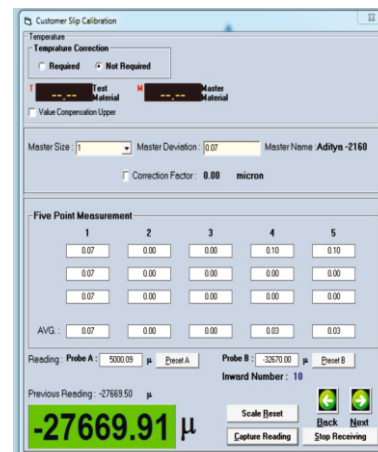 Customer Slip Calibration
Temperature
Temprature Correction
Required Not Required
T --.-- Test Material M --.-- Master Material
Value Compensation Upper
Master Size : 1 Master Deviation : 0.07 Master Name : Aditya -2160
Correction Factor : 0.00 micron
Five Point Mensurement
1 2 3 4 5
0.07 0.00 0.00 0.10 0.10
0.00 0.00 0.00 0.00 0.00
0.00 0.00 0.00 0.00 0.00
AVG. : 0.07 0.00 0.00 0.03 0.03
Reading : Probe A : 5000.09 µ Preset A Probe B : -32670.00 µ Preset B
Inward Number : 10
Previous Reading : -27669.50 µ
-27669.91 µ
Scale Reset Back Next
Capture Reading Stop Receiving